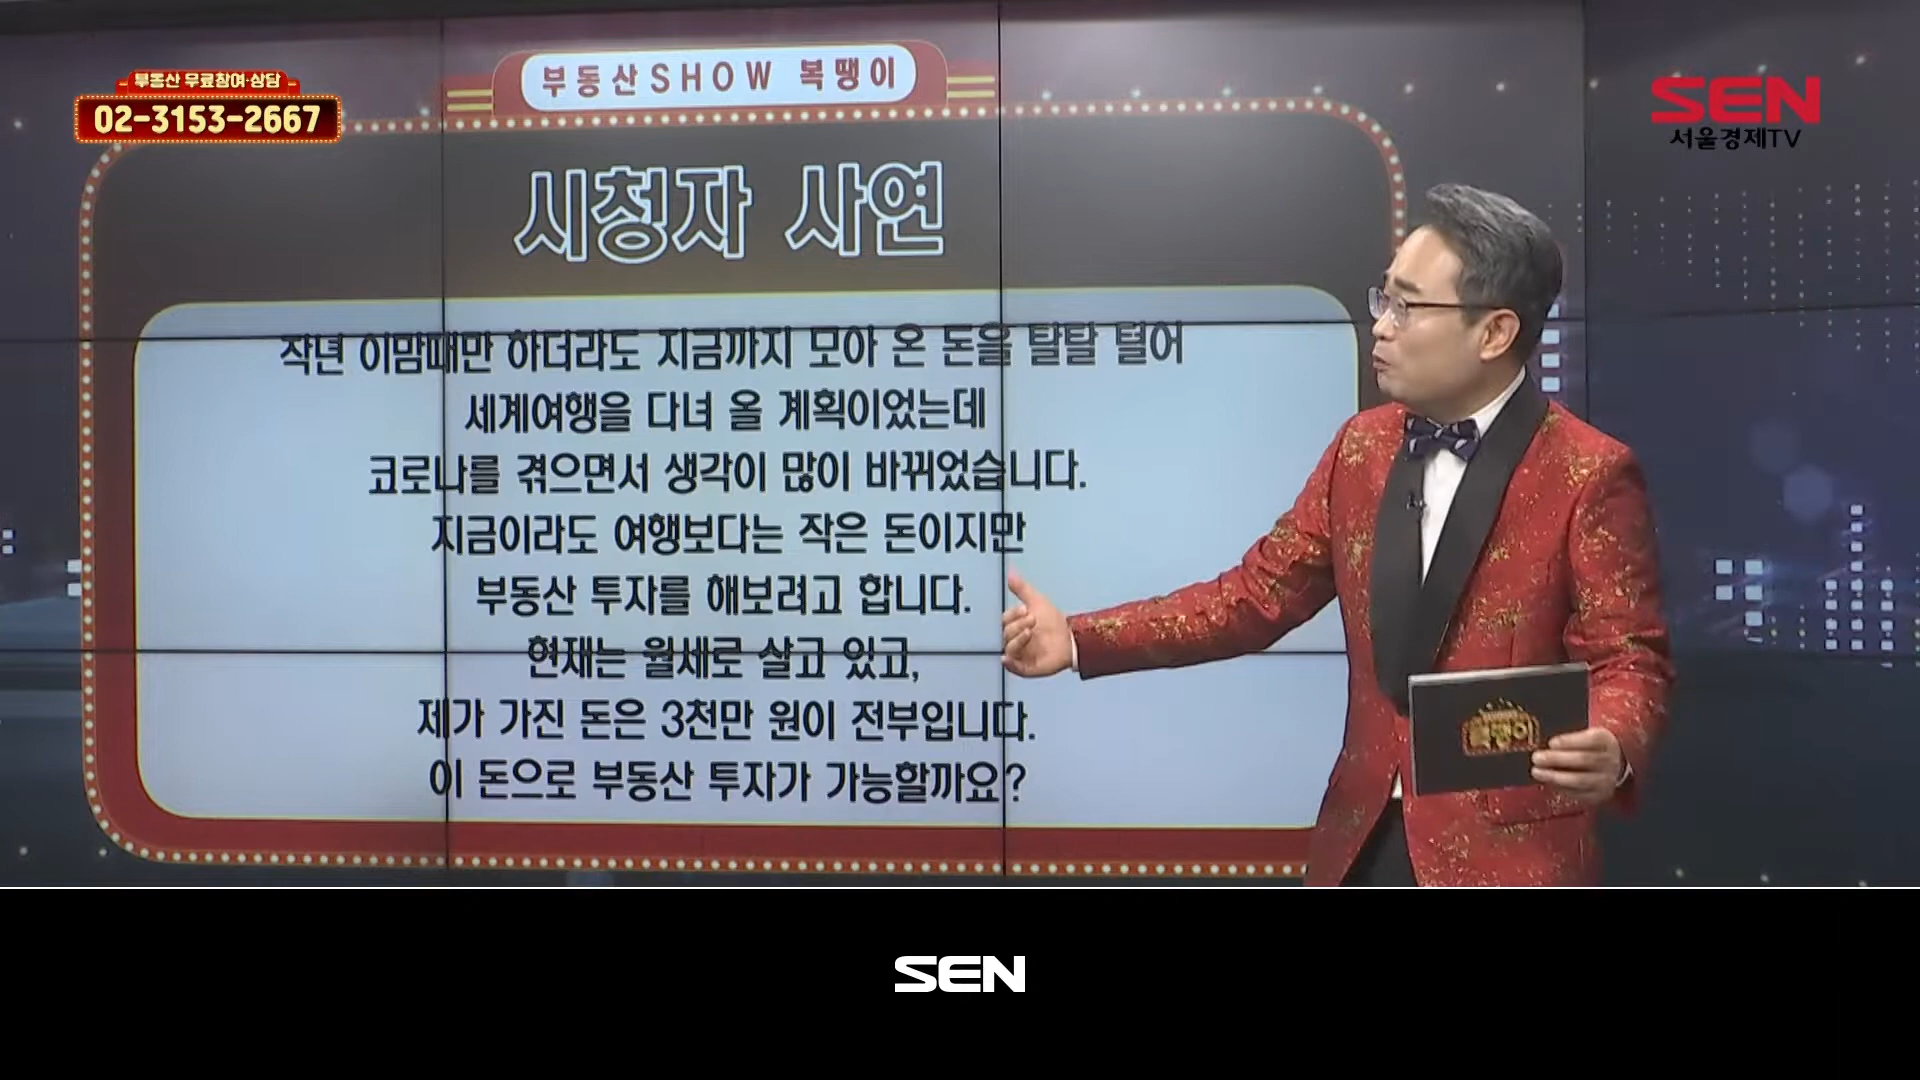 부동산 무료참여·상담
02-3153-2667
부동산SHOW 복땡이
SEN
서울경제TV
시청자 사연
작년 이맘때만 하더라도 지금까지 모아 온 돈을 탈탈 털어
세계여행을 다녀 올 계획이었는데
코로나를 겪으면서 생각이 많이 바뀌었습니다.
지금이라도 여행보다는 작은 돈이지만
부동산 투자를 해보려고 합니다.
현재는 월세로 살고 있고,
제가 가진 돈은 3천만 원이 전부입니다.
이 돈으로 부동산 투자가 가능할까요?
복땡이
SEN